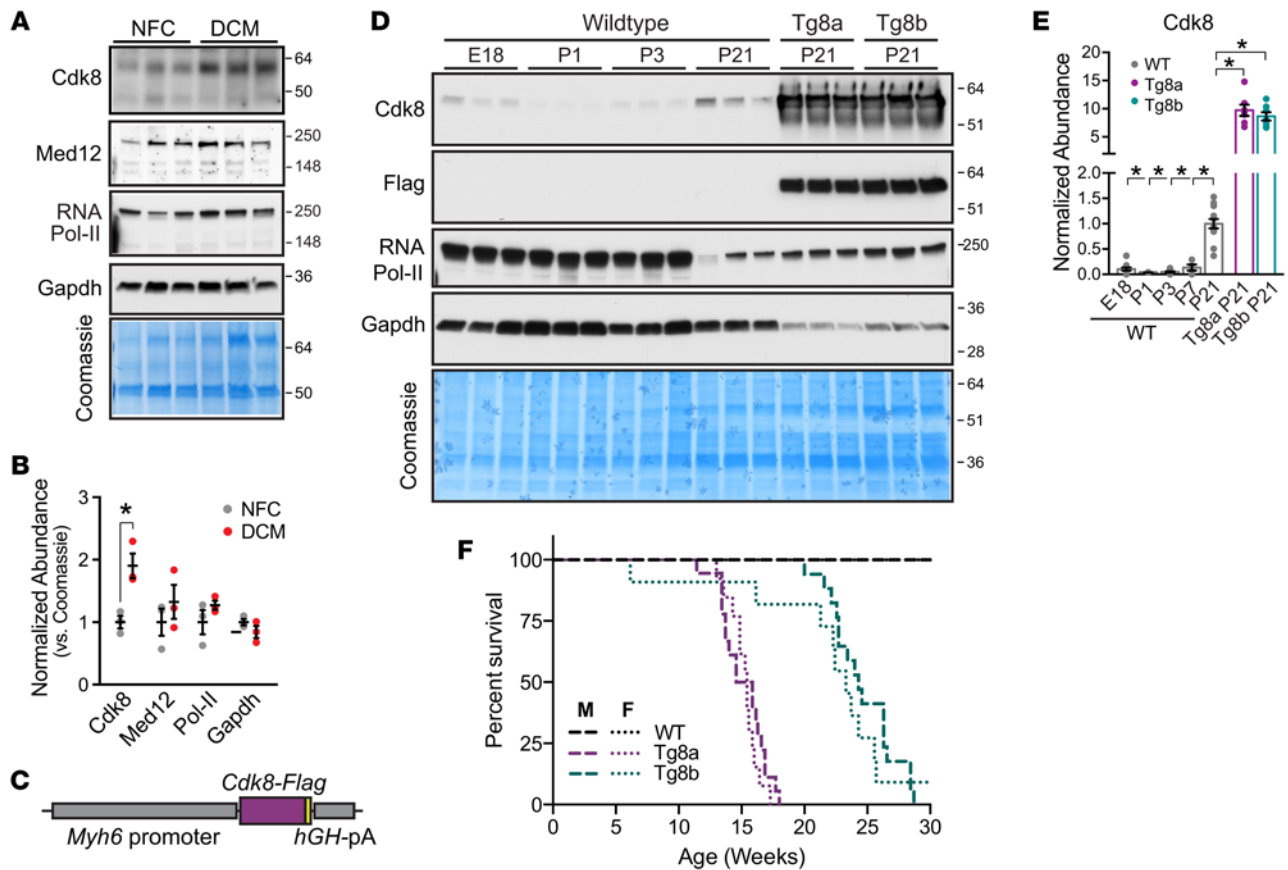 A
NFC DCM
Cdk8
64
50
Med12
250
148
RNA
Pol-II
250
148
Gapdh
36
Coomassie
64
50
B
Normalized Abundance
(vs. Coomassie)
3
2
1
0
*
NFC
DCM
Cdk8
Med12
Pol-II
Gapdh
C
Cdk8-Flag
Myh6 promoter
hGH-pA
D
Wildtype Tg8a Tg8b
E18 P1 P3 P21 P21 P21
Cdk8
64
51
Flag
64
51
RNA
Pol-II
250
Gapdh
36
28
Coomassie
64
51
36
E
Cdk8
Normalized Abundance
20
15
10
5
2.0
1.5
1.0
0.5
0.0
WT
Tg8a
Tg8b
*
*
* * * *
E18
P1
P3
P7
P21
Tg8a P21
Tg8b P21
WT
F
Percent survival
100
75
50
25
0
M F
WT
Tg8a
Tg8b
0 5 10 15 20 25 30
Age (Weeks)